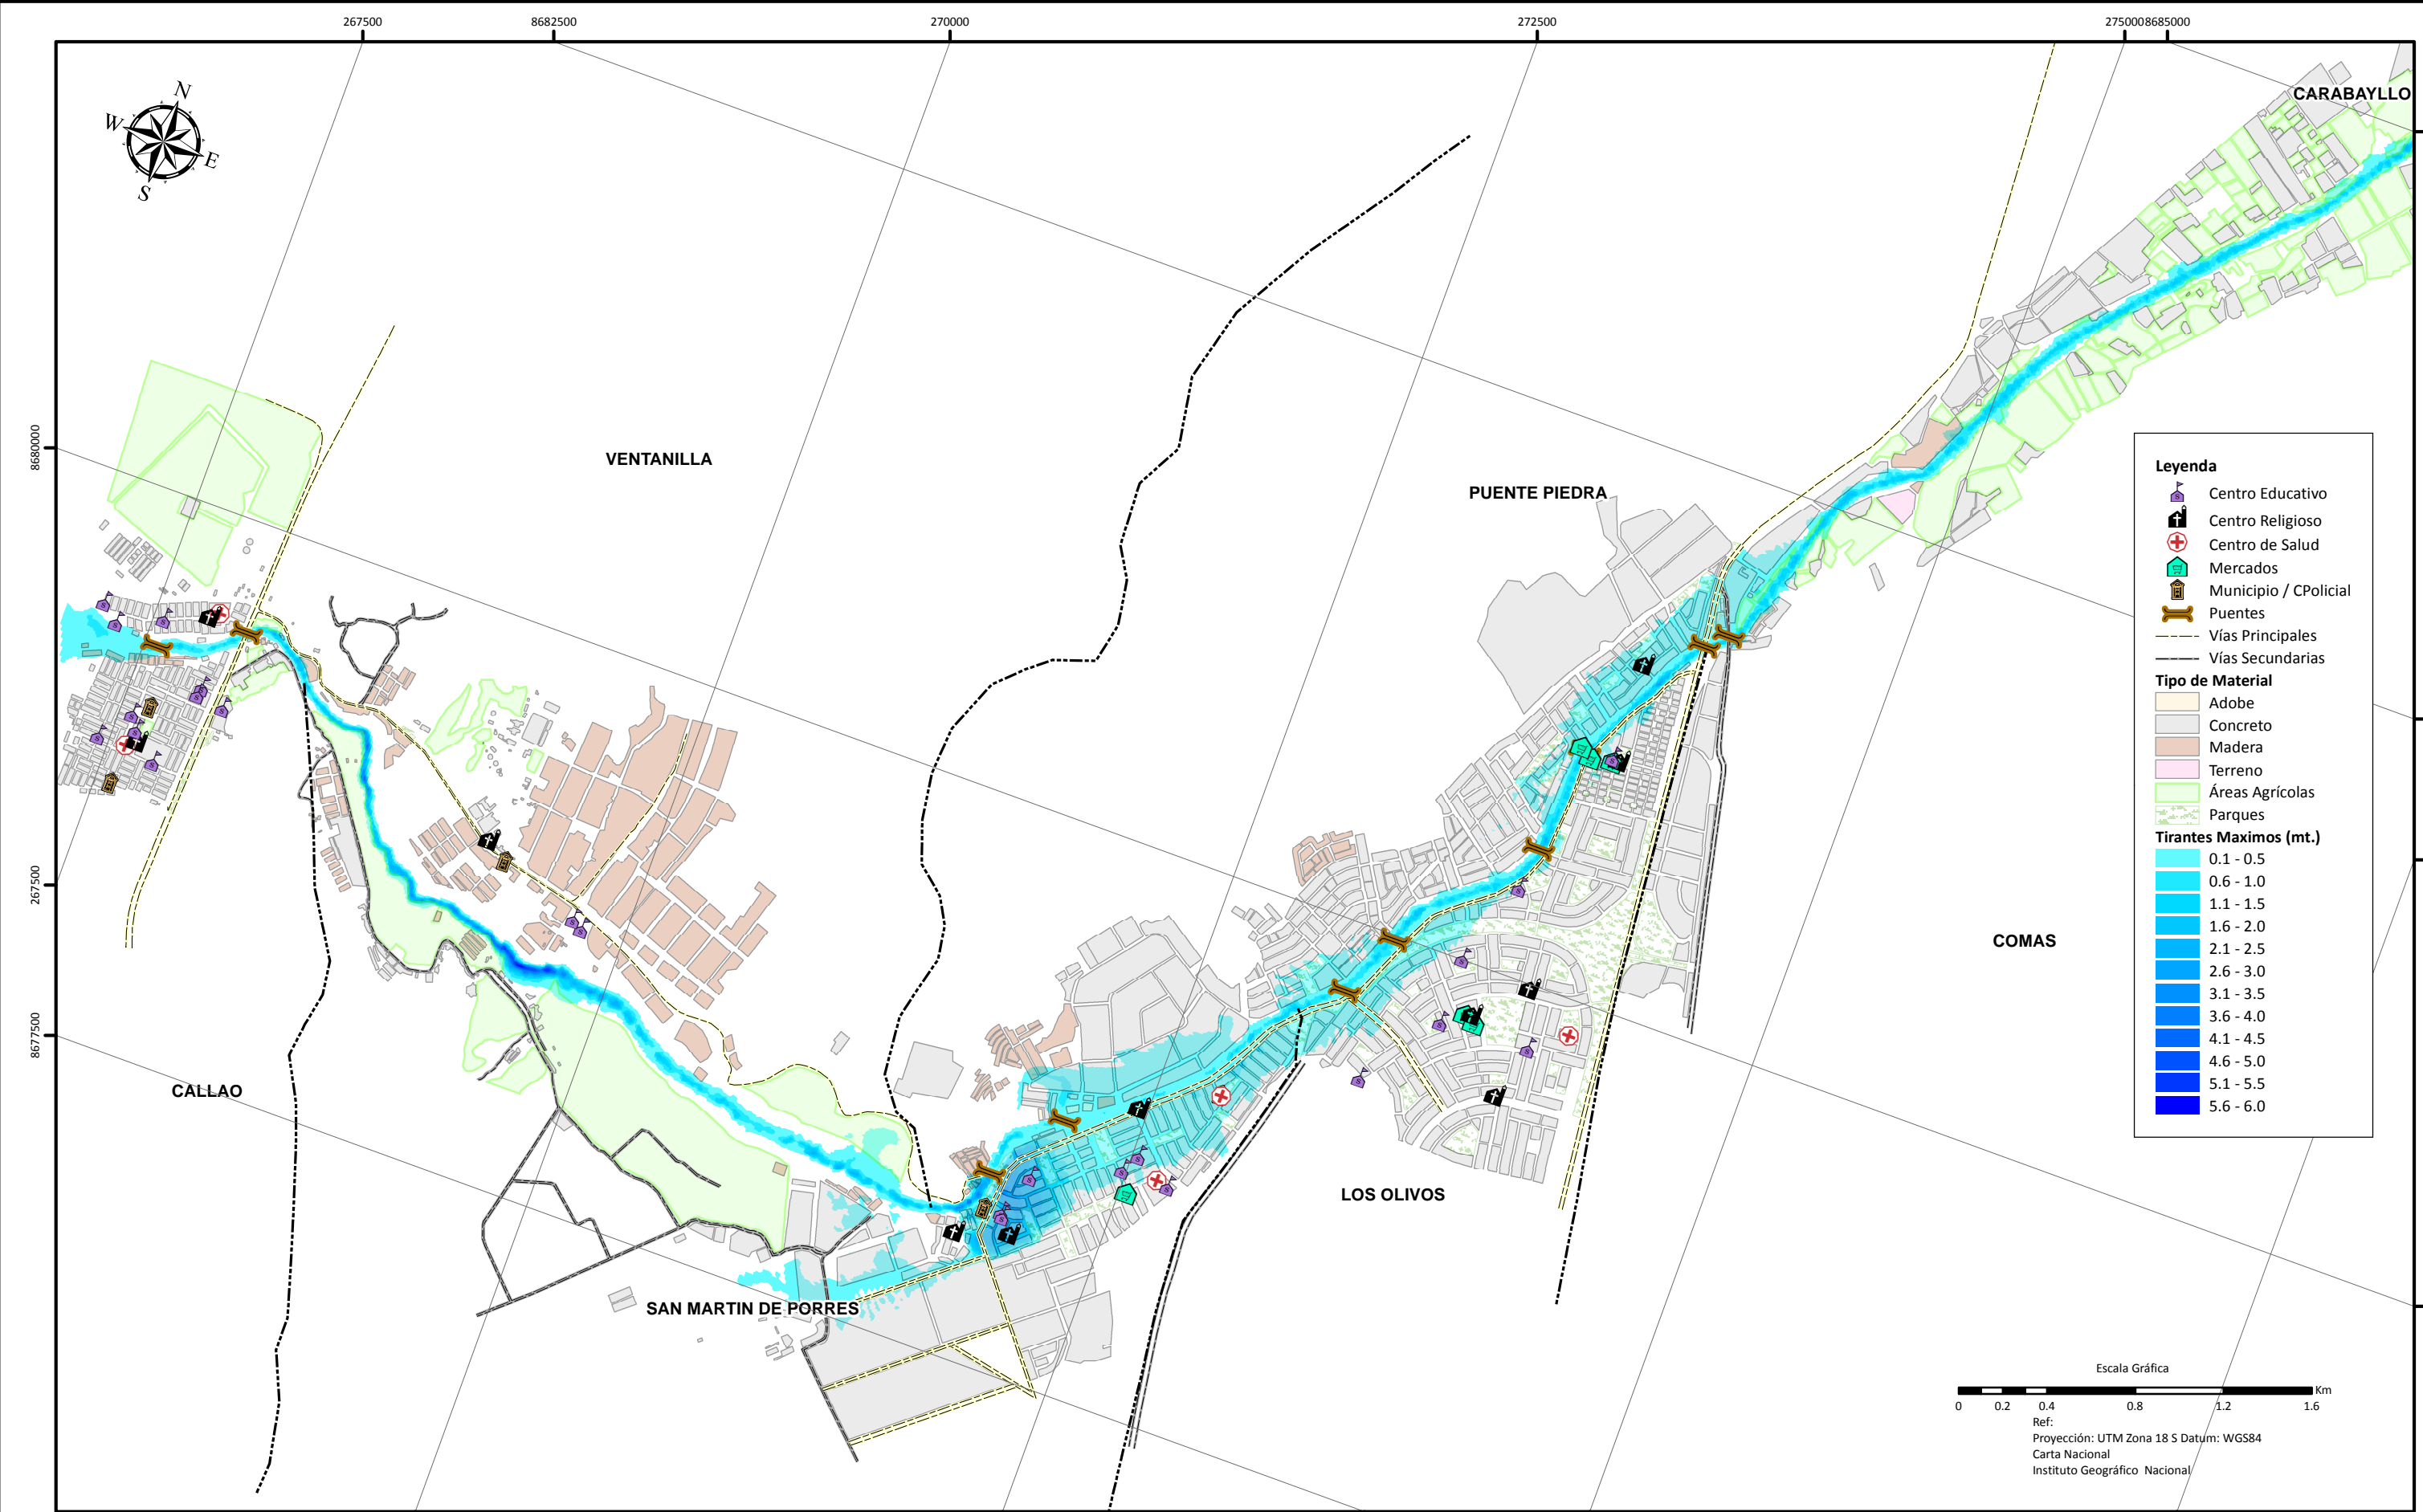 267500
8682500
270000
272500
275000
8685000
N
W
E
S
CARABAYLLO
8680000
VENTANILLA
PUENTE PIEDRA
267500
COMAS
8677500
CALLAO
LOS OLIVOS
SAN MARTIN DE PORRES
Leyenda
Centro Educativo
Centro Religioso
Centro de Salud
Mercados
Municipio / CPolicial
Puentes
Vías Principales
Vías Secundarias
Tipo de Material
Adobe
Concreto
Madera
Terreno
Áreas Agrícolas
Parques
Tirantes Maximos (mt.)
0.1 - 0.5
0.6 - 1.0
1.1 - 1.5
1.6 - 2.0
2.1 - 2.5
2.6 - 3.0
3.1 - 3.5
3.6 - 4.0
4.1 - 4.5
4.6 - 5.0
5.1 - 5.5
5.6 - 6.0
Escala Gráfica
Km
0 0.2 0.4 0.8 1.2 1.6
Ref:
Proyección: UTM Zona 18 S Datum: WGS84
Carta Nacional
Instituto Geográfico Nacional